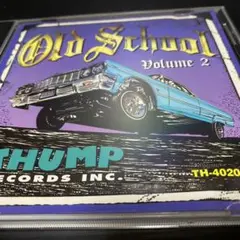 Old School
Volume 2
THUMP
RECORDS INC.
....TH-4020